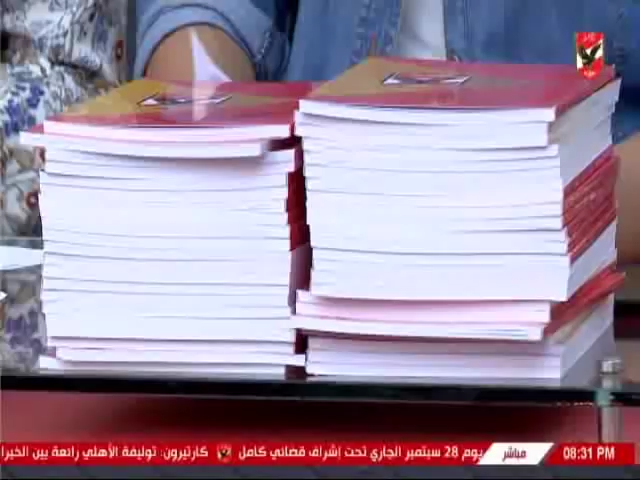 يوم 28 سبتمبر الجاري تحت إشراف قضائي كامل كارتيرون: توليفة الأهلي رائعة بين الخبرا
مباشر
08:31 PM